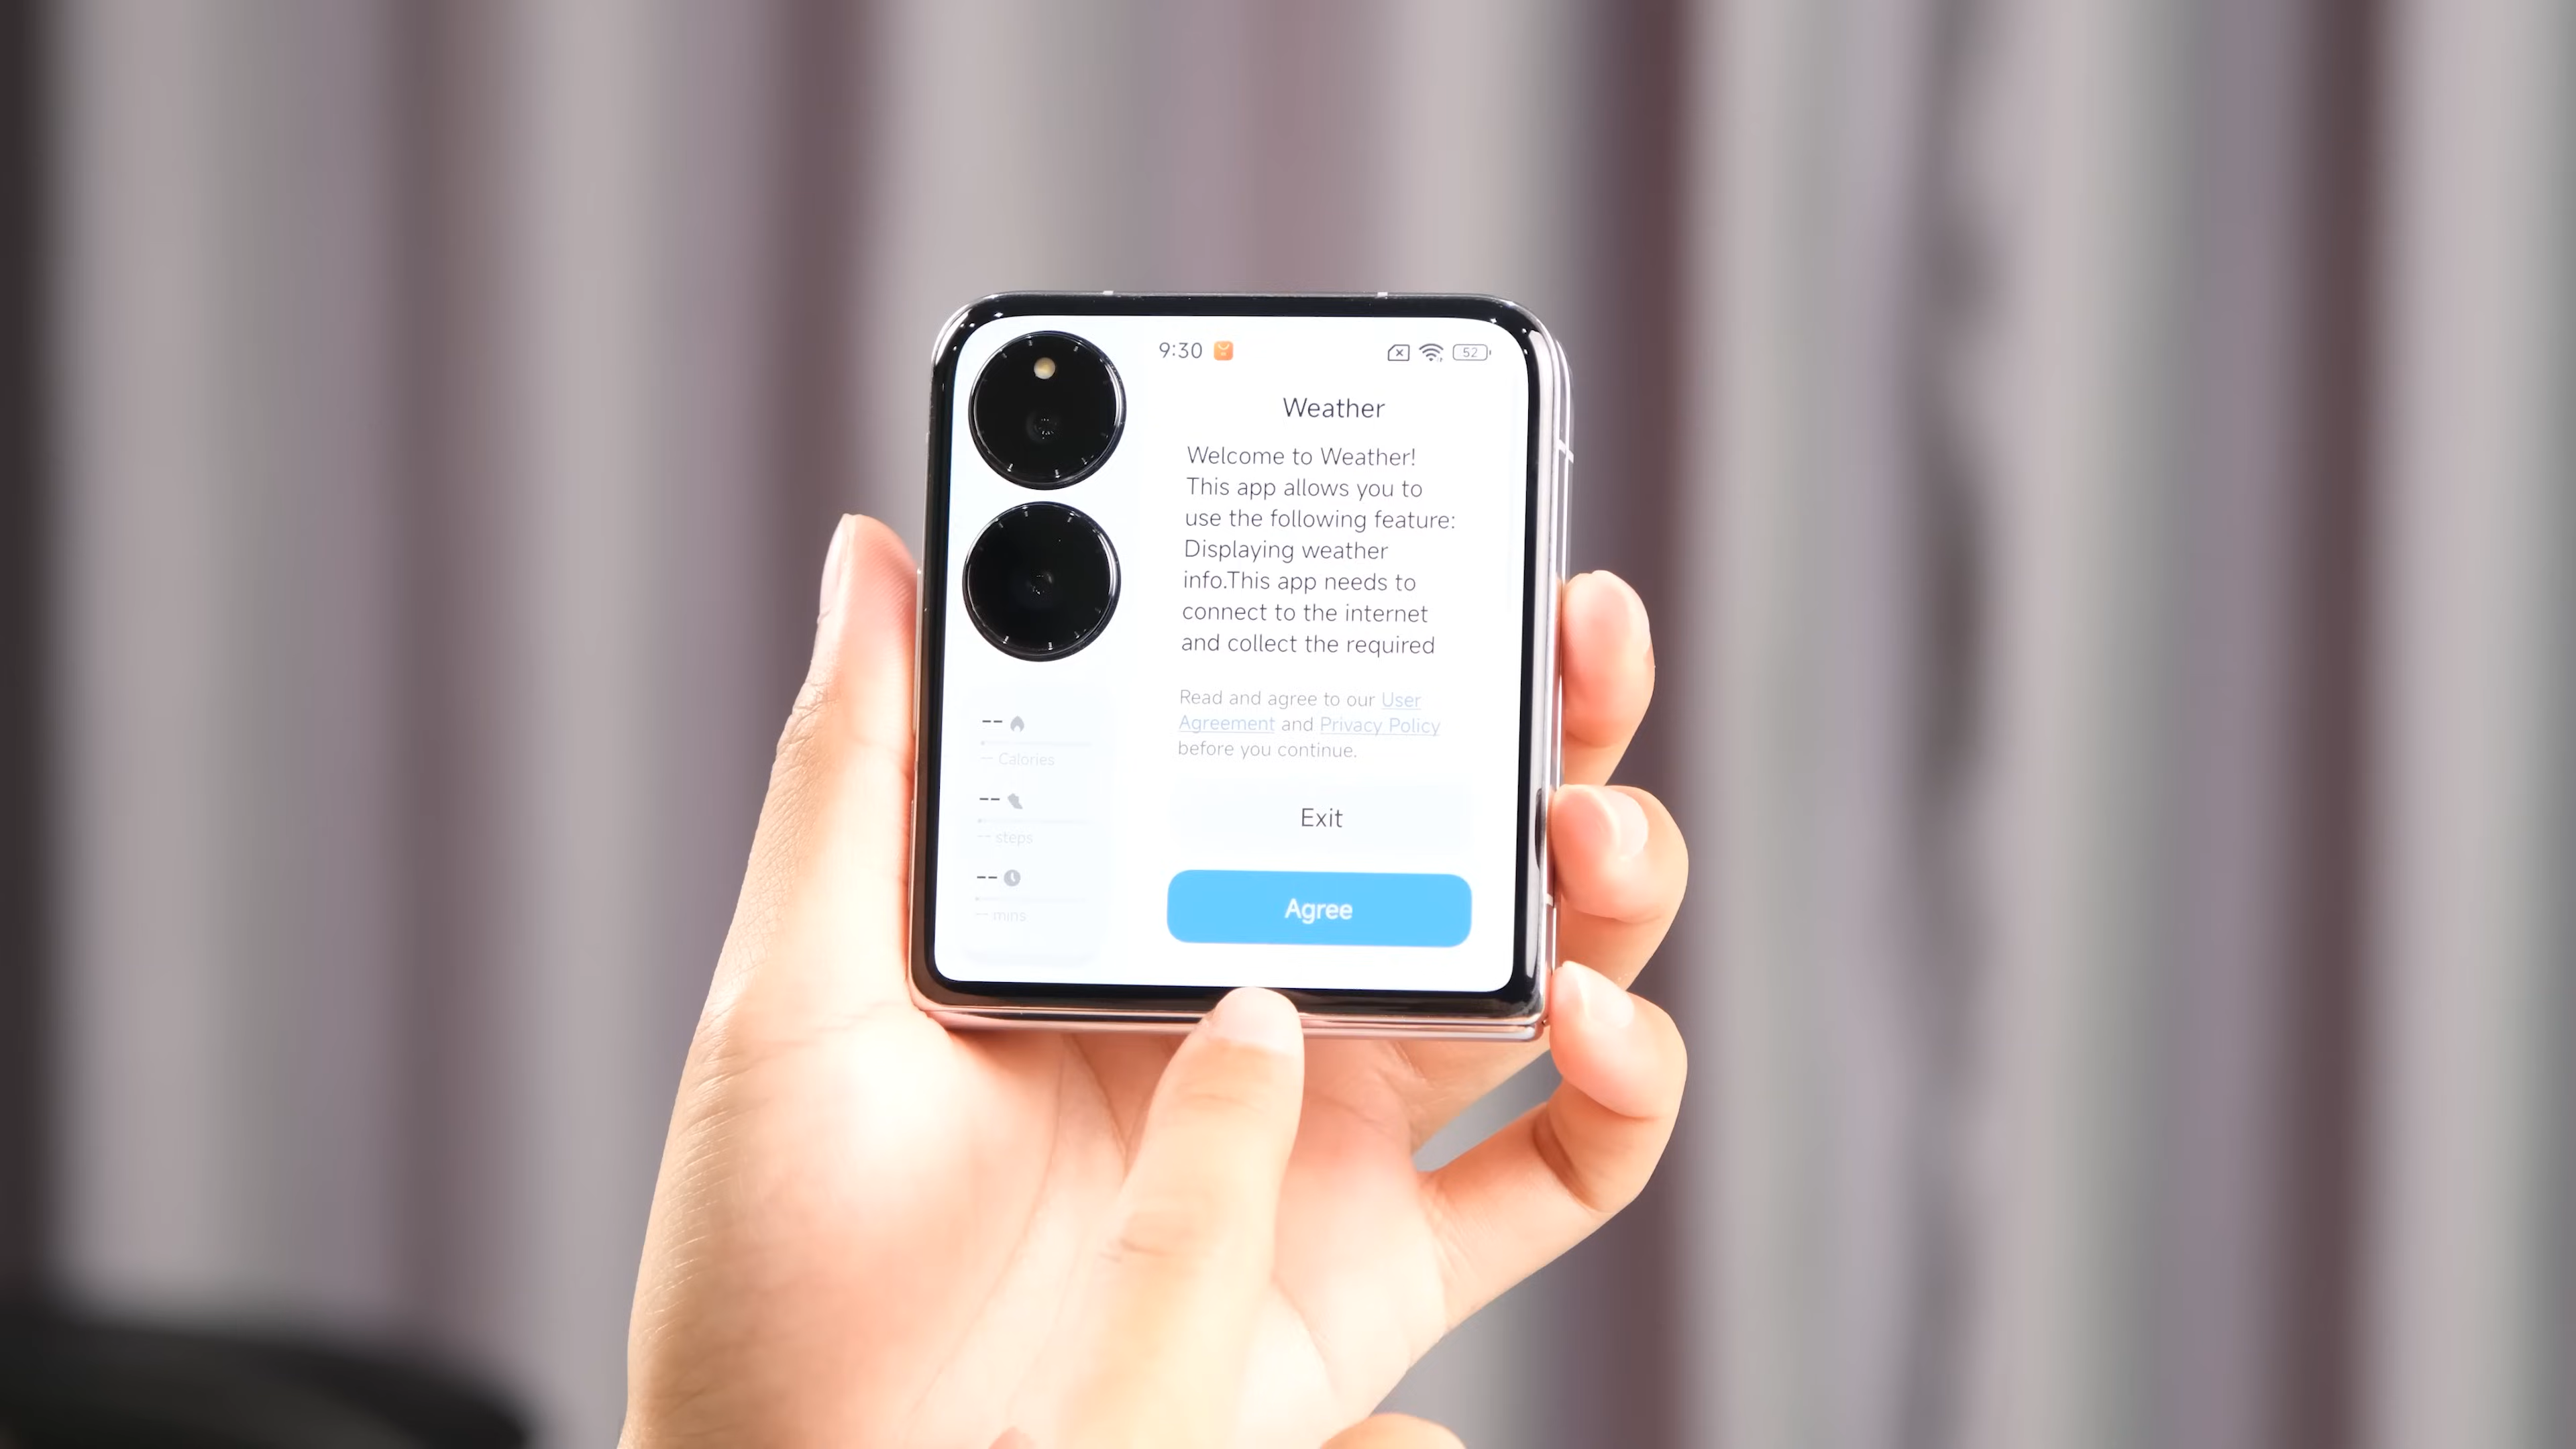 9:30
52
Weather
Welcome to Weather!
This app allows you to
use the following feature:
Displaying weather
info.This app needs to
connect to the internet
and collect the required
Read and agree to our User
Agreement and Privacy Policy
before you continue.
Exit
Agree
--
-- Calories
--
-- steps
--
-- mins